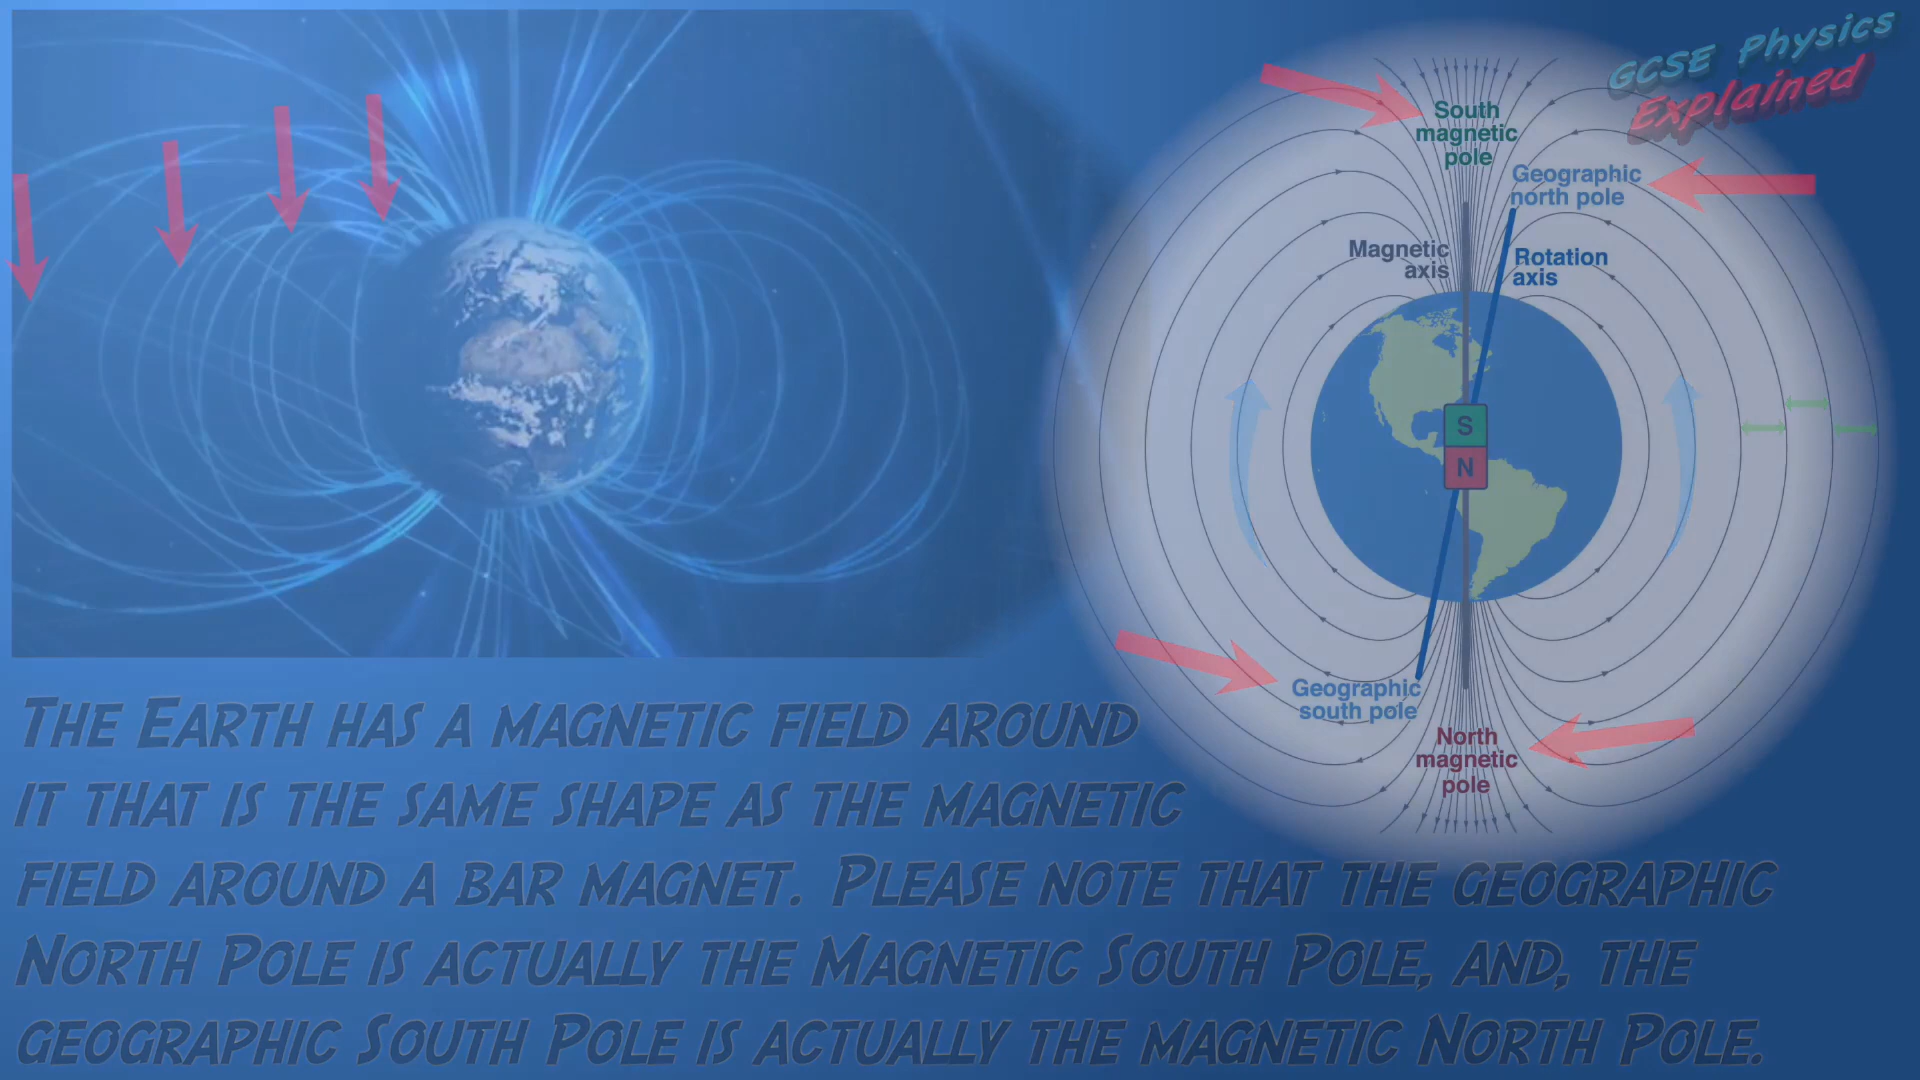 GCSE Physics
Explained
South
magnetic
pole
Geographic
north pole
Magnetic
axis
Rotation
axis
S
N
Geographic
south pole
North
magnetic
pole
The Earth has a magnetic field around
it that is the same shape as the magnetic
field around a bar magnet. Please note that the geographic
North Pole is actually the Magnetic South Pole, and, the
geographic South Pole is actually the magnetic North Pole.